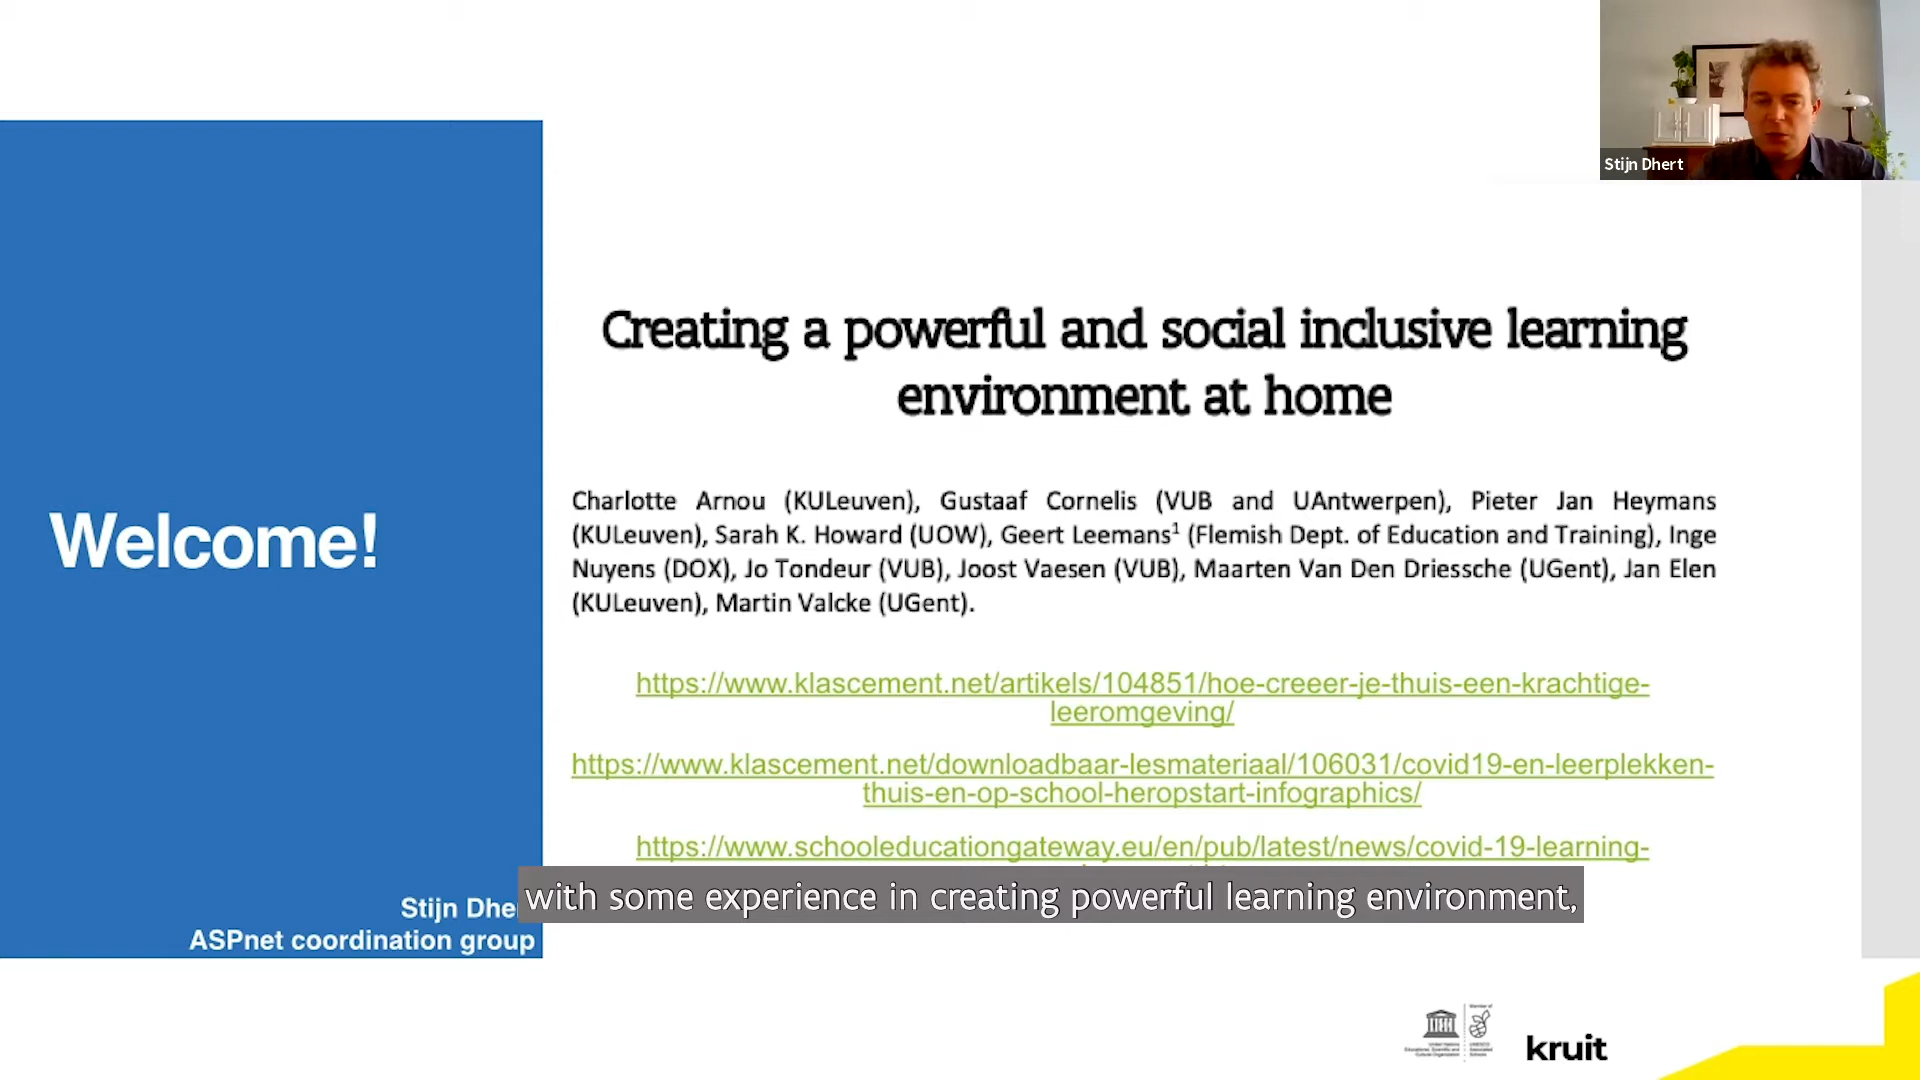 Stijn Dhert
Creating a powerful and social inclusive learning
environment at home
Welcome!
Charlotte Arnou (KULeuven), Gustaaf Cornelis (VUB and UAntwerpen), Pieter Jan Heymans
(KULeuven), Sarah K. Howard (UOW), Geert Leemans¹ (Flemish Dept. of Education and Training), Inge
Nuyens (DOX), Jo Tondeur (VUB), Joost Vaesen (VUB), Maarten Van Den Driessche (UGent), Jan Elen
(KULeuven), Martin Valcke (UGent).
https://www.klascement.net/artikels/104851/hoe-creeer-je-thuis-een-krachtige-
leeromgeving/
https://www.klascement.net/downloadbaar-lesmateriaal/106031/covid19-en-leerplekken-
thuis-en-op-school-heropstart-infographics/
https://www.schooleducationgateway.eu/en/pub/latest/news/covid-19-learning-
Stijn Dhe
ASPnet coordination group
with some experience in creating powerful learning environment,
kruit